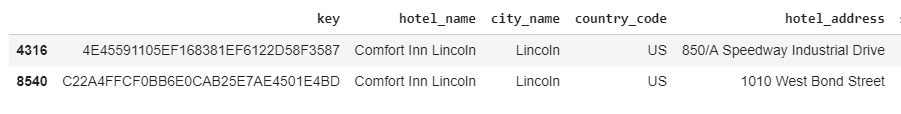 key hotel_name city_name country_code hotel_address
4316 4E45591105EF168381EF6122D58F3587 Comfort Inn Lincoln Lincoln US 850/A Speedway Industrial Drive
8540 C22A4FFCF0BB6E0CAB25E7AE4501E4BD Comfort Inn Lincoln Lincoln US 1010 West Bond Street